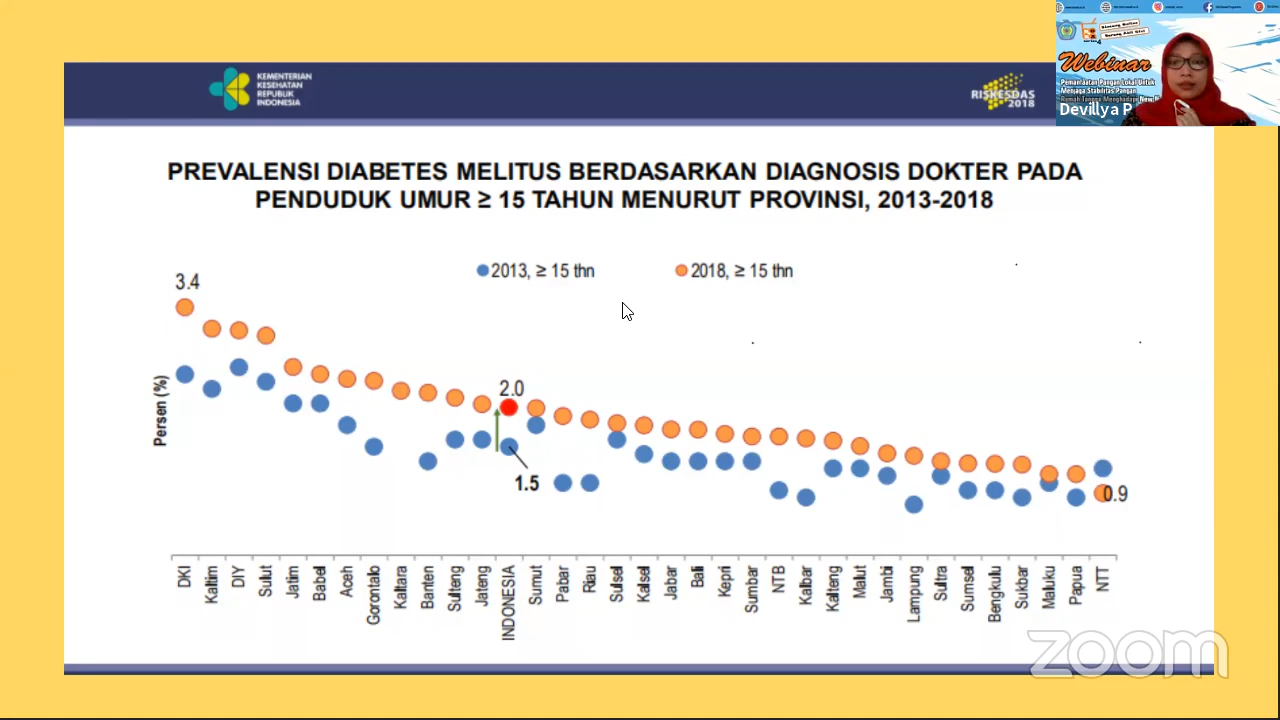 KEMENTERIAN
KESEHATAN
REPUBLIK
INDONESIA
RISKESDAS
2018
Webinar
Pemanfaatan Pangan Lokal Untuk
Menjaga Stabilitas Pangan
Rumah Tangga Menghadapi New
Devillya P
PREVALENSI DIABETES MELITUS BERDASARKAN DIAGNOSIS DOKTER PADA
PENDUDUK UMUR ≥ 15 TAHUN MENURUT PROVINSI, 2013-2018
2013, ≥ 15 thn
2018, ≥ 15 thn
3.4
2.0
1.5
0.9
Persen (%)
DKI
Kaltim
DIY
Sulut
Jatim
Babel
Aceh
Gorontalo
Kaltara
Banten
Sulteng
Jateng
INDONESIA
Sumut
Pabar
Riau
Sulsel
Kalsel
Jabar
Bali
Kepri
Sumbar
NTB
Kalbar
Kalteng
Malut
Jambi
Lampung
Sultra
Sumsel
Bengkulu
Sulbar
Maluku
Papua
NTT
zoom